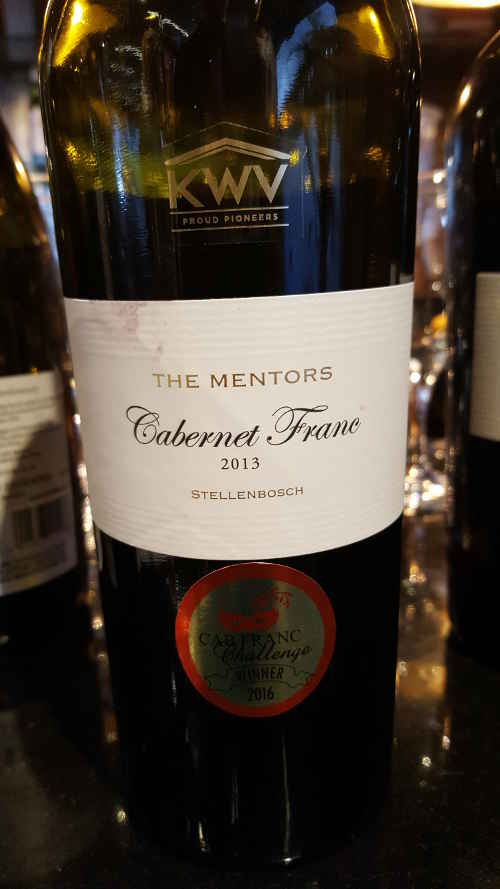 KWV
PROUD PIONEERS
THE MENTORS
Cabernet Franc
2013
STELLENBOSCH
CAB FRANC
Challenge
WINNER
2016